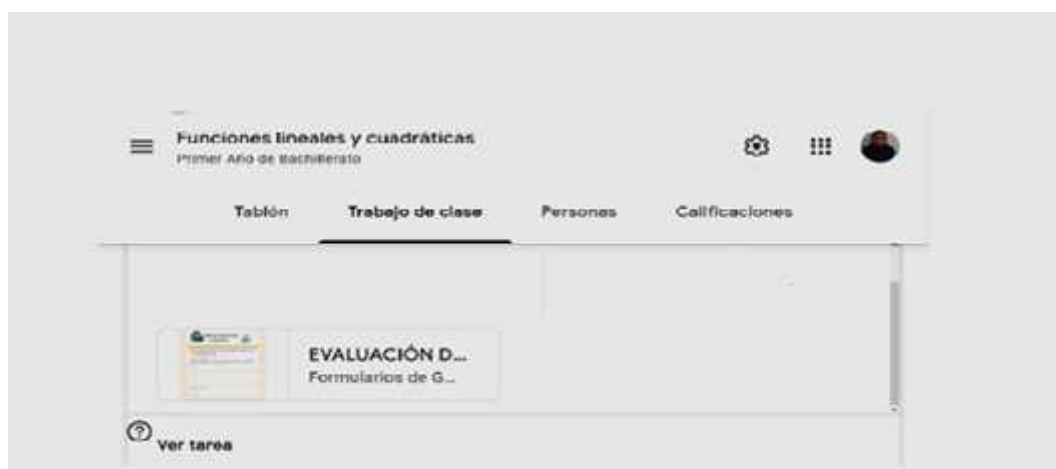 Funciones lineales y cuadráticas
Primer Año de Bachillerato
Tablón Trabajo de clase Personas Calificaciones
EVALUACIÓN D...
Formularios de G...
Ver tarea